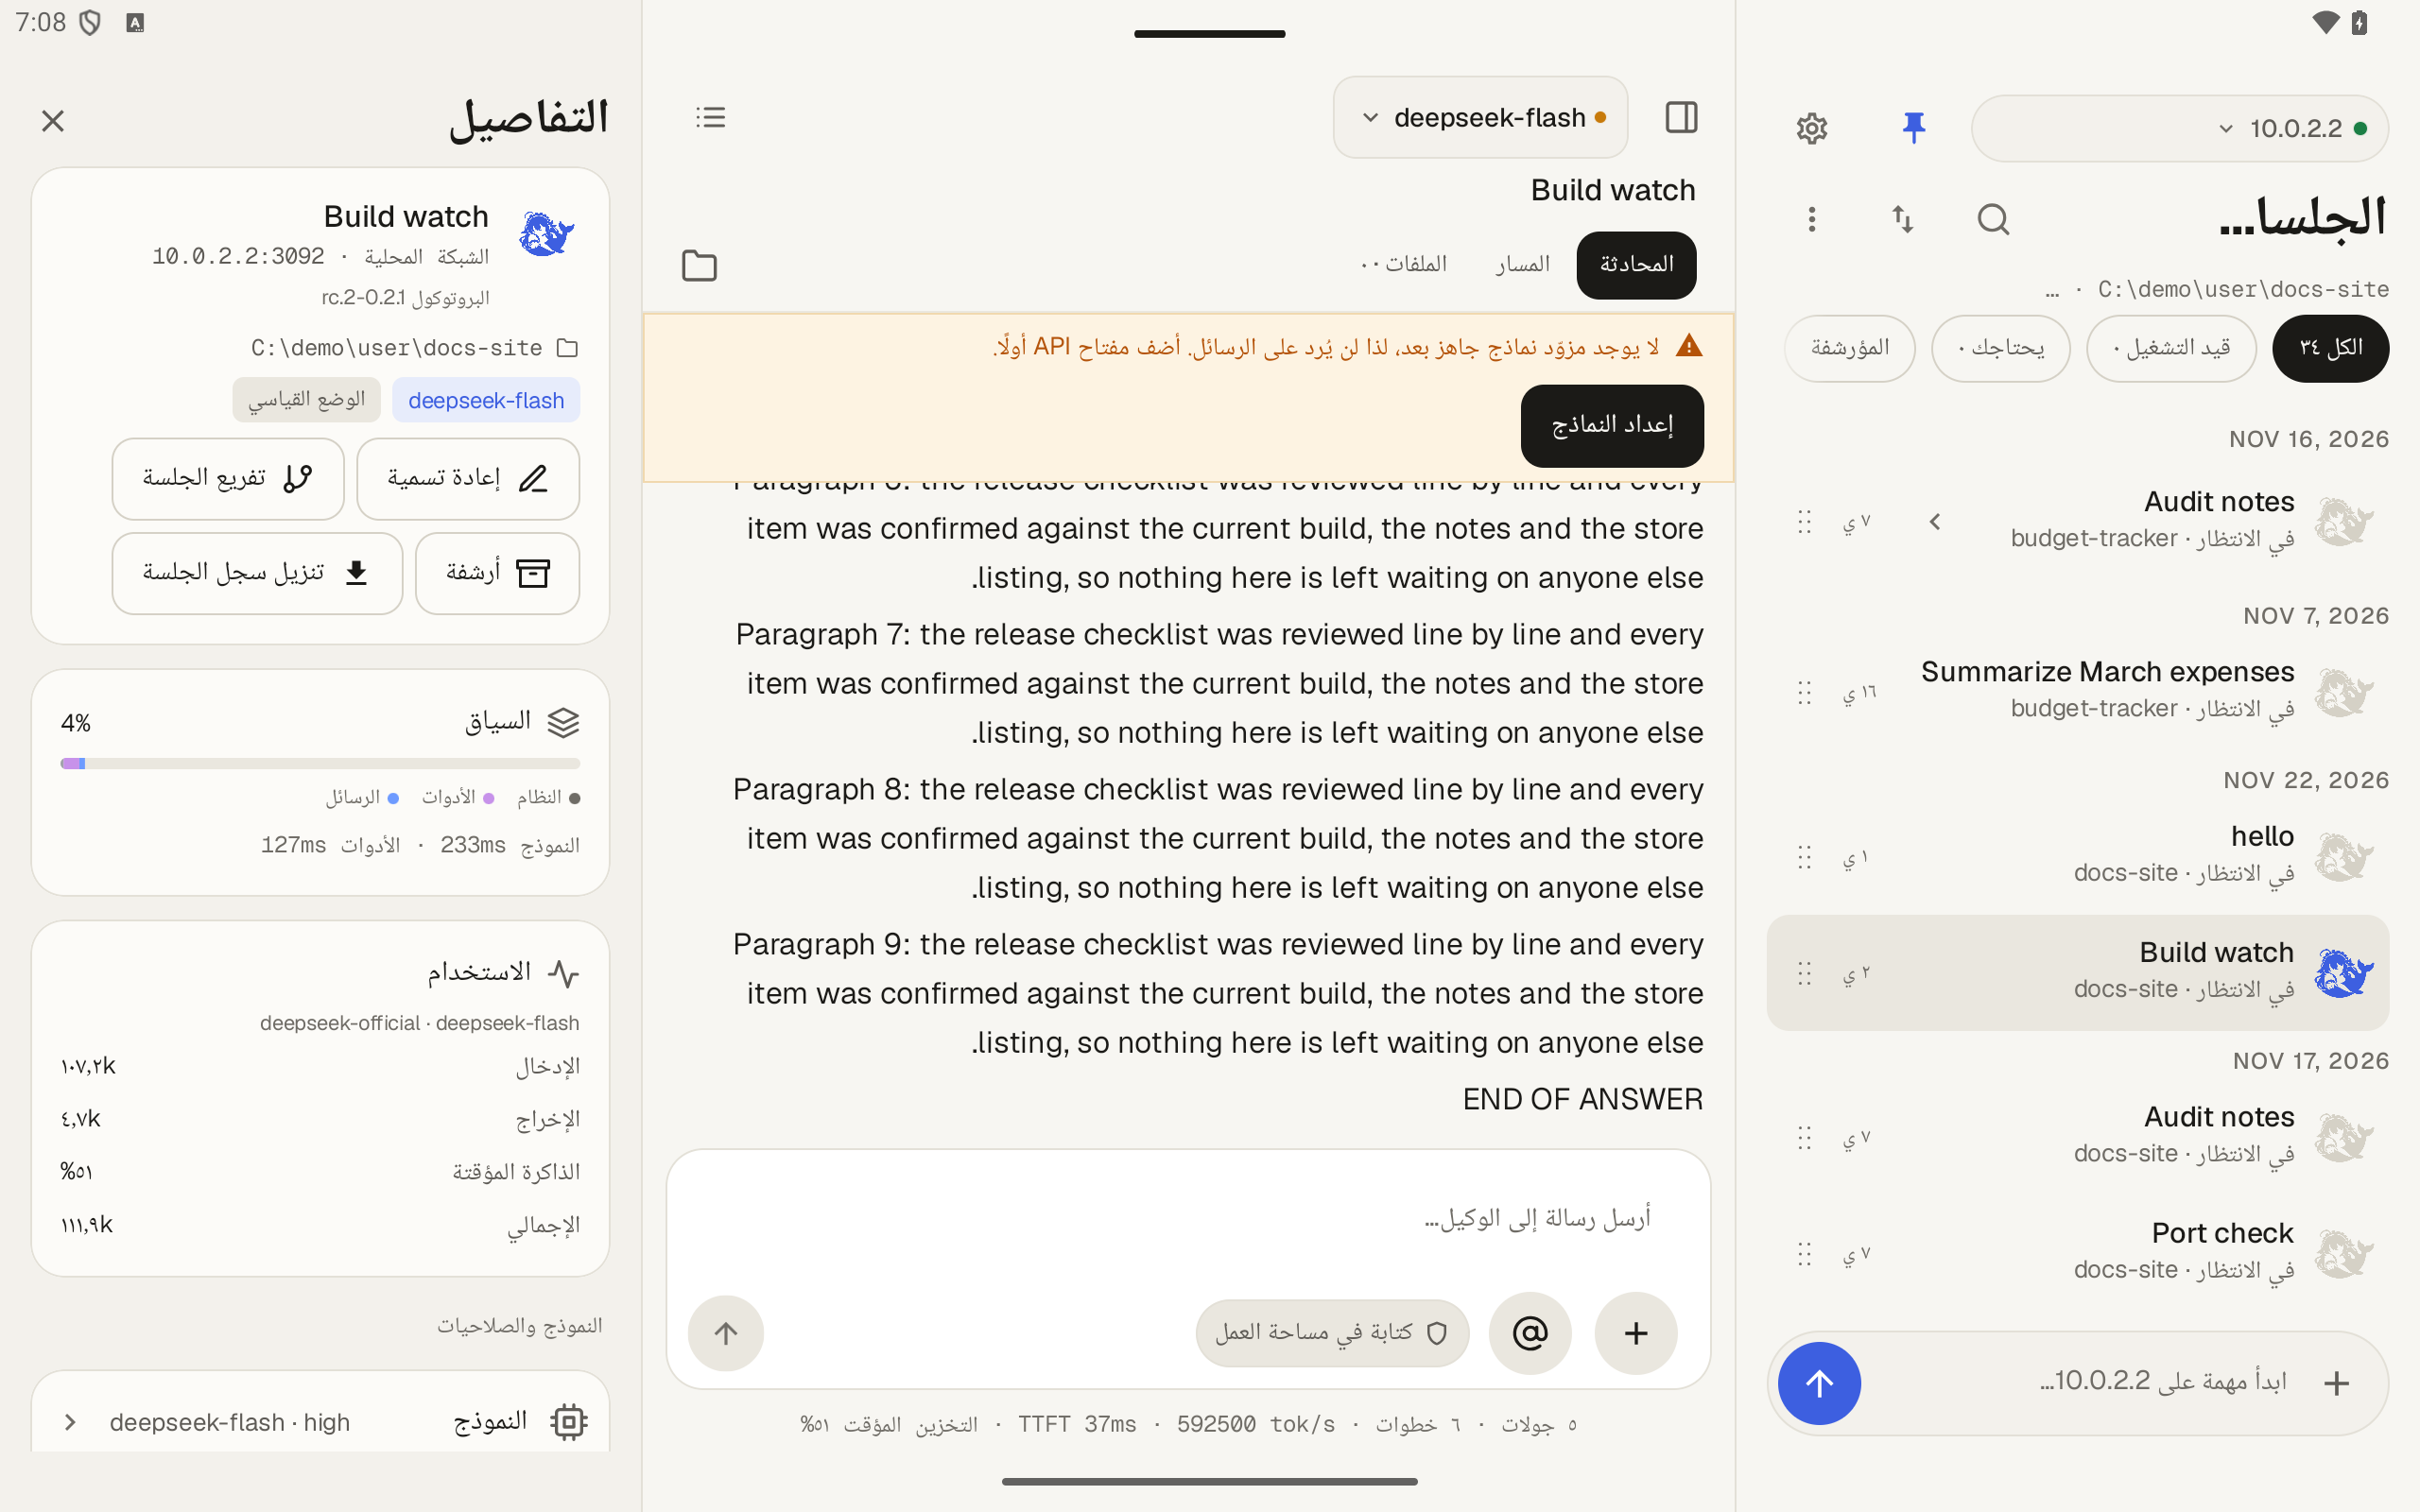 7:08
10.0.2.2
الجلسا...
C:\demo\user\docs-site · …
الكل ٣٤
قيد التشغيل ٠
يحتاجك ٠
المؤرشفة
NOV 16, 2026
Audit notes
في الانتظار · budget-tracker
٧ ي
NOV 7, 2026
Summarize March expenses
في الانتظار · budget-tracker
١٦ ي
NOV 22, 2026
hello
في الانتظار · docs-site
١ ي
Build watch
في الانتظار · docs-site
٢ ي
NOV 17, 2026
Audit notes
في الانتظار · docs-site
٧ ي
Port check
في الانتظار · docs-site
٧ ي
ابدأ مهمة على 10.0.2.2...
deepseek-flash
Build watch
المحادثة
المسار
الملفات ٠٠
لا يوجد مزوّد نماذج جاهز بعد، لذا لن يُرد على الرسائل. أضف مفتاح API أولًا.
إعداد النماذج
Paragraph 6: the release checklist was reviewed line by line and every
item was confirmed against the current build, the notes and the store
listing, so nothing here is left waiting on anyone else.
Paragraph 7: the release checklist was reviewed line by line and every
item was confirmed against the current build, the notes and the store
listing, so nothing here is left waiting on anyone else.
Paragraph 8: the release checklist was reviewed line by line and every
item was confirmed against the current build, the notes and the store
listing, so nothing here is left waiting on anyone else.
Paragraph 9: the release checklist was reviewed line by line and every
item was confirmed against the current build, the notes and the store
listing, so nothing here is left waiting on anyone else.
END OF ANSWER
أرسل رسالة إلى الوكيل...
كتابة في مساحة العمل
٥ جولات · ٦ خطوات · 592500 tok/s · TTFT 37ms · التخزين المؤقت ٥١%
التفاصيل
Build watch
الشبكة المحلية · 10.0.2.2:3092
البروتوكول rc.2-0.2.1
C:\demo\user\docs-site
deepseek-flash
الوضع القياسي
إعادة تسمية
تفريع الجلسة
أرشفة
تنزيل سجل الجلسة
السياق
4%
النظام
الأدوات
الرسائل
النموذج 233ms · الأدوات 127ms
الاستخدام
deepseek-official · deepseek-flash
الإدخال ١٠٧,٢k
الإخراج ٤,٧k
الذاكرة المؤقتة ٥١%
الإجمالي ١١١,٩k
النموذج والصلاحيات
النموذج
deepseek-flash · high